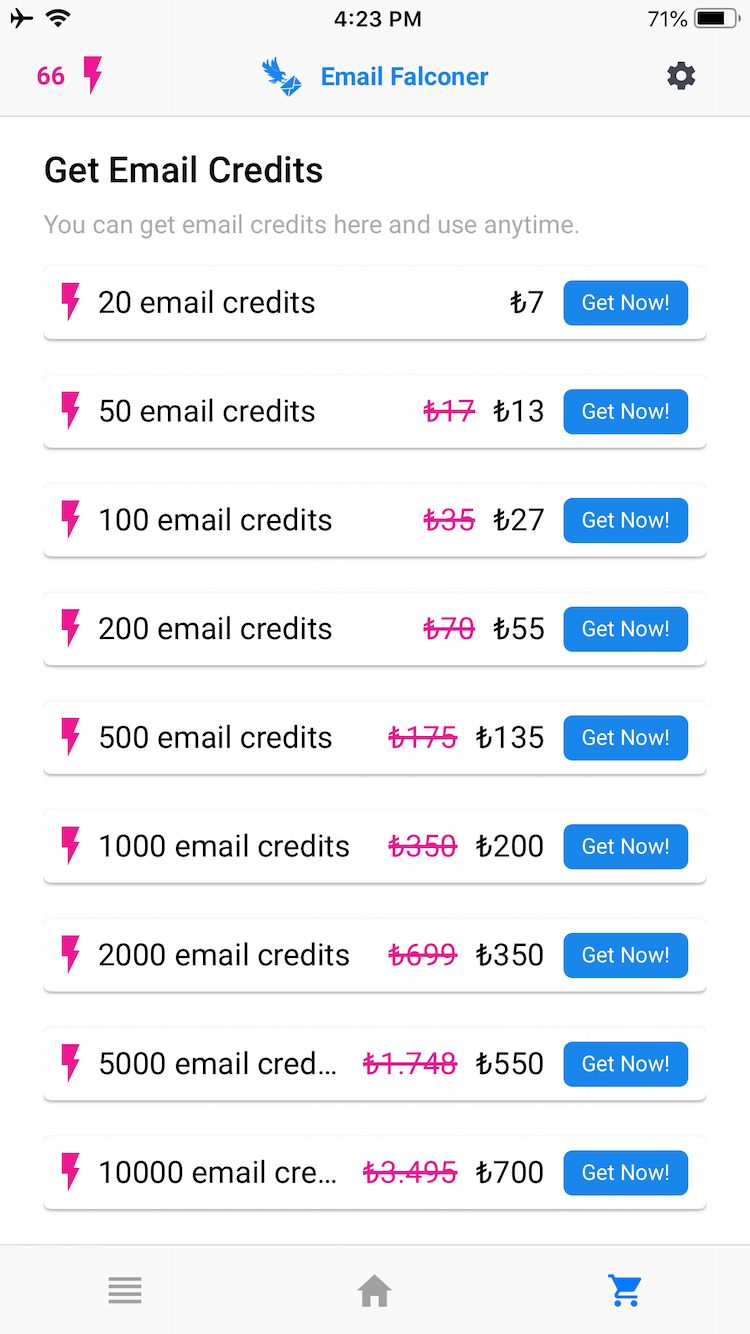 4:23 PM 71%
66 Email Falconer
Get Email Credits
You can get email credits here and use anytime.
20 email credits ₺7 Get Now!
50 email credits ₺17 ₺13 Get Now!
100 email credits ₺35 ₺27 Get Now!
200 email credits ₺70 ₺55 Get Now!
500 email credits ₺175 ₺135 Get Now!
1000 email credits ₺350 ₺200 Get Now!
2000 email credits ₺699 ₺350 Get Now!
5000 email cred... ₺1.748 ₺550 Get Now!
10000 email cre... ₺3.495 ₺700 Get Now!